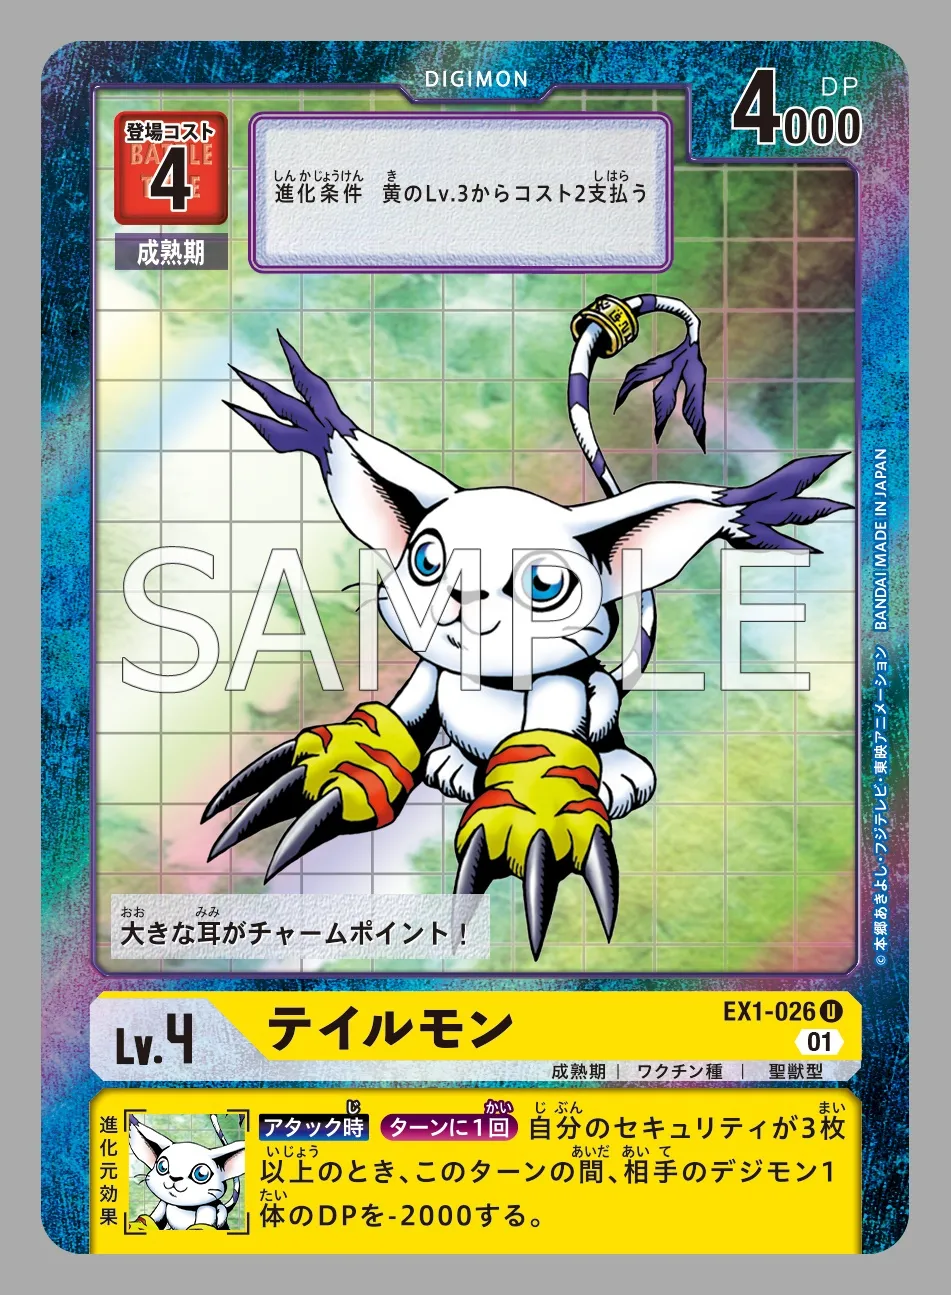 DIGIMON
DP
4000
登場コスト
BATTLE
4
成熟期
しんかじょうけん き しはら
進化条件 黄のLv.3からコスト2支払う
SAMPLE
おお みみ
大きな耳がチャームポイント！
©本郷あきよし・フジテレビ・東映アニメーション BANDAI MADE IN JAPAN
Lv.4
テイルモン
EX1-026 U
01
成熟期 | ワクチン種 | 聖獣型
進化元効果
じ かい じぶん まい
アタック時 ターンに1回 自分のセキュリティが3枚
いじょう あいだ あいて
以上のとき、このターンの間、相手のデジモン1
たい
体のDPを-2000する。